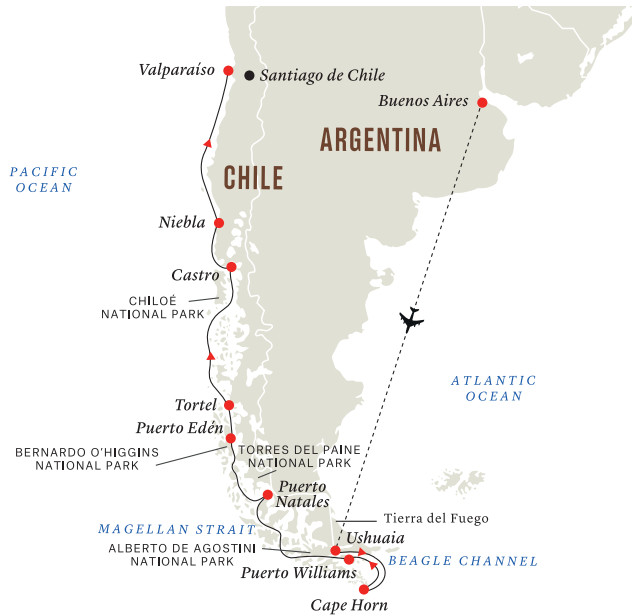 Valparaíso
Santiago de Chile
Buenos Aires
ARGENTINA
PACIFIC
OCEAN
CHILE
Niebla
Castro
CHILOÉ
NATIONAL PARK
ATLANTIC
OCEAN
Tortel
Puerto Edén
BERNARDO O'HIGGINS
NATIONAL PARK
TORRES DEL PAINE
NATIONAL PARK
Puerto
Natales
MAGELLAN STRAIT
Tierra del Fuego
Ushuaia
ALBERTO DE AGOSTINI
NATIONAL PARK
BEAGLE CHANNEL
Puerto Williams
Cape Horn